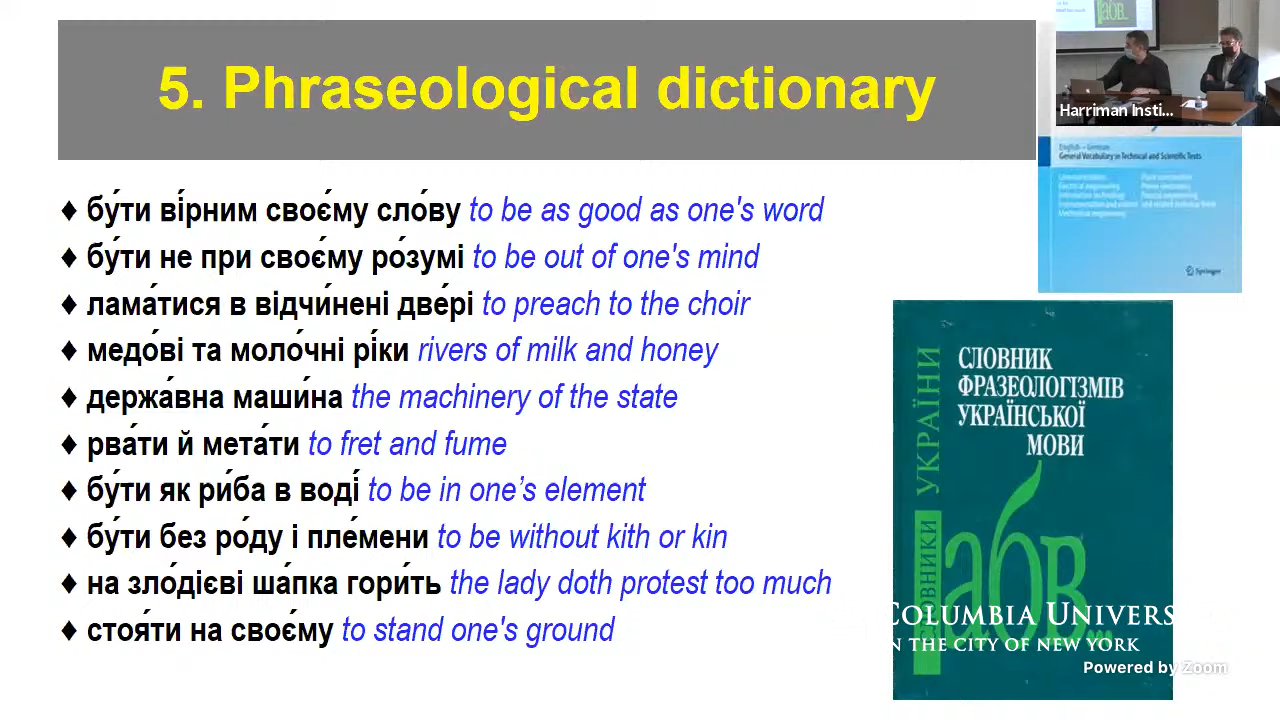 5. Phraseological dictionary
Harriman Insti...
English – German
General Vocabulary in Technical and Scientific Texts
Springer
♦ бу́ти ві́рним своє́му сло́ву to be as good as one's word
♦ бу́ти не при своє́му ро́зумі to be out of one's mind
♦ лама́тися в відчи́нені две́рі to preach to the choir
♦ медо́ві та моло́чні рі́ки rivers of milk and honey
♦ держа́вна маши́на the machinery of the state
♦ рва́ти й мета́ти to fret and fume
♦ бу́ти як ри́ба в воді́ to be in one’s element
♦ бу́ти без ро́ду і пле́мени to be without kith or kin
♦ на зло́дієві ша́пка гори́ть the lady doth protest too much
♦ стоя́ти на своє́му to stand one's ground
СЛОВНИК
ФРАЗЕОЛОГІЗМІВ
УКРАЇНСЬКОЇ
МОВИ
СЛОВНИКИ УКРАЇНИ
абв...
COLUMBIA UNIVERS
N THE CITY OF NEW YORK
Powered by Zoom